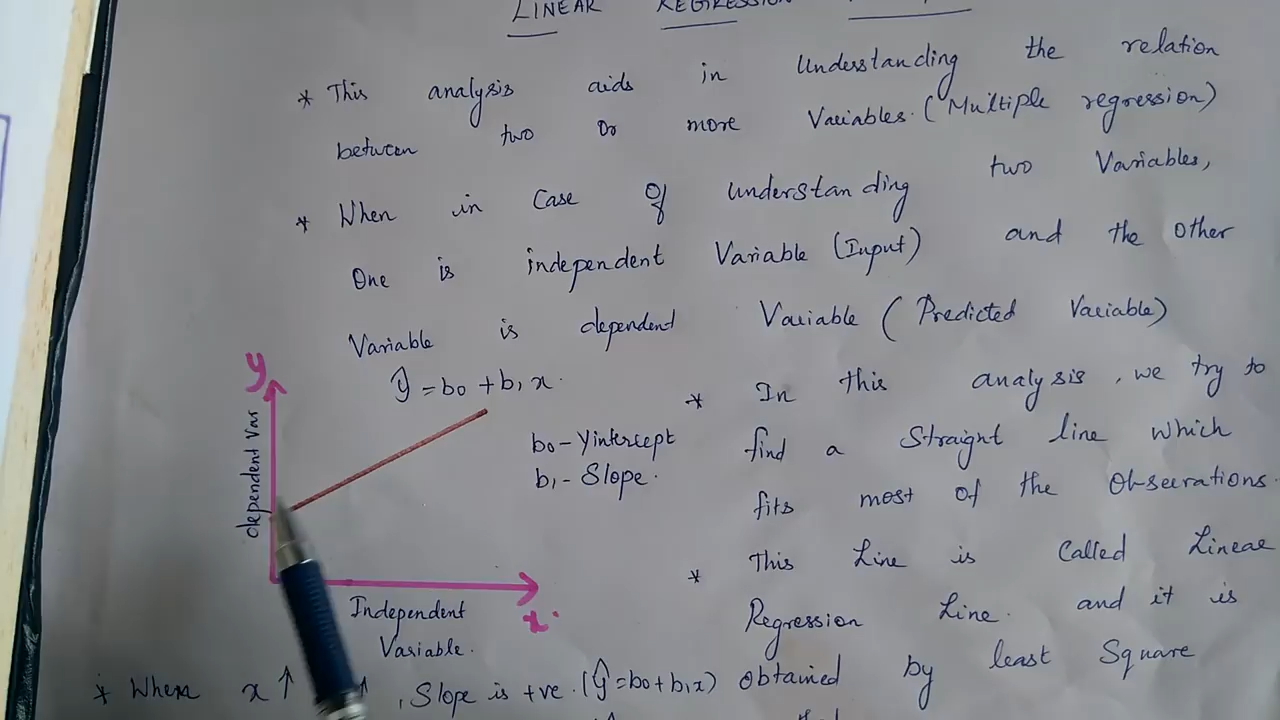 LINEAR REGRESSION
* This analysis aids in understanding the relation
between two or more Variables. (Multiple regression)
* When in Case Of understanding two Variables,
One is independent Variable (Input) and the other
Variable is dependent Variable (Predicted Variable)
y
dependent Var
ŷ = b0 + b1 x.
b0 - Yintercept
b1 - Slope.
Independent
Variable.
x.
* In this analysis, we try to
find a Straight line which
fits most of the Obserations.
* This Line is Called Linear
Regression Line. and it is
obtained by least Square
* When x ↑ ↑, Slope is +ve. (ŷ = b0 + b1 x)